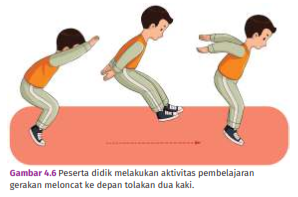 Gambar 4.6 Peserta didik melakukan aktivitas pembelajaran
gerakan meloncat ke depan tolakan dua kaki.